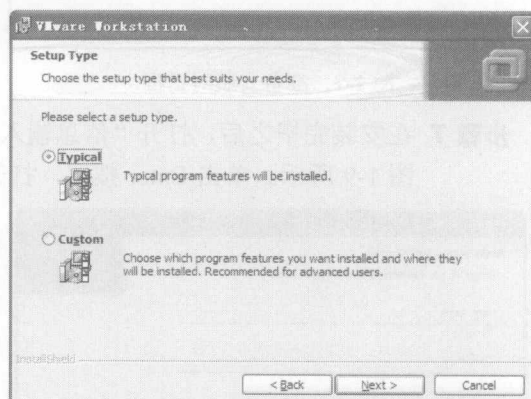 VMware Workstation
Setup Type
Choose the setup type that best suits your needs.
Please select a setup type.
Typical
Typical program features will be installed.
Custom
Choose which program features you want installed and where they
will be installed. Recommended for advanced users.
InstallShield
< Back
Next >
Cancel